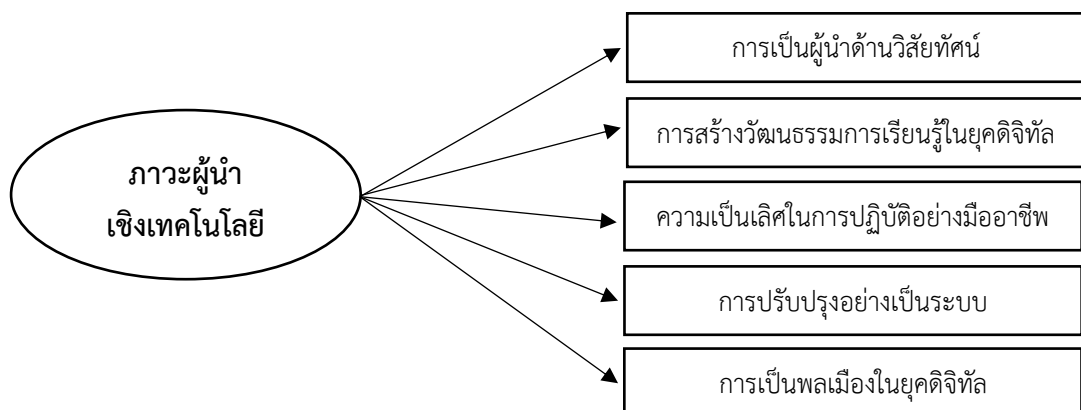 ภาวะผู้นำ
เชิงเทคโนโลยี
การเป็นผู้นำด้านวิสัยทัศน์
การสร้างวัฒนธรรมการเรียนรู้ในยุคดิจิทัล
ความเป็นเลิศในการปฏิบัติอย่างมืออาชีพ
การปรับปรุงอย่างเป็นระบบ
การเป็นพลเมืองในยุคดิจิทัล